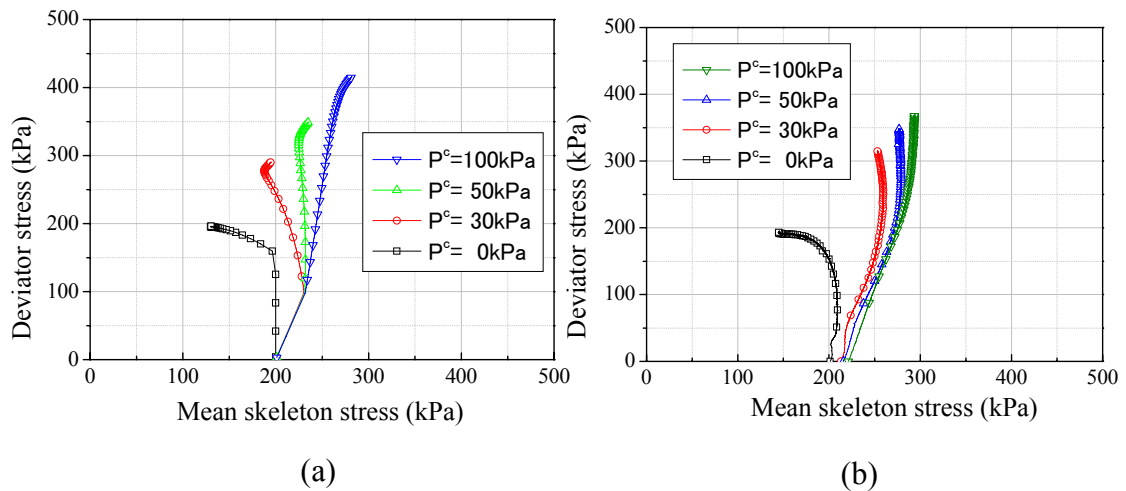 500
400
300
200
100
0
Deviator stress (kPa)
P^c=100kPa
P^c= 50kPa
P^c= 30kPa
P^c= 0kPa
0 100 200 300 400 500
Mean skeleton stress (kPa)
(a)
500
400
300
200
100
0
Deviator stress (kPa)
P^c=100kPa
P^c= 50kPa
P^c= 30kPa
P^c= 0kPa
0 100 200 300 400 500
Mean skeleton stress (kPa)
(b)